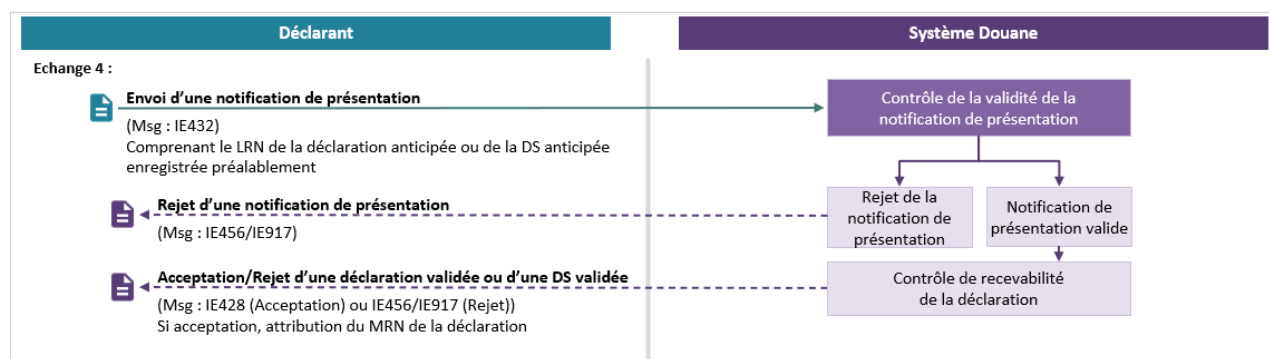 Déclarant
Système Douane
Echange 4 :
Envoi d’une notification de présentation
(Msg : IE432)
Comprenant le LRN de la déclaration anticipée ou de la DS anticipée
enregistrée préalablement
Contrôle de la validité de la
notification de présentation
Rejet d’une notification de présentation
(Msg : IE456/IE917)
Rejet de la
notification de
présentation
Notification de
présentation valide
Acceptation/Rejet d’une déclaration validée ou d’une DS validée
(Msg : IE428 (Acceptation) ou IE456/IE917 (Rejet))
Si acceptation, attribution du MRN de la déclaration
Contrôle de recevabilité
de la déclaration